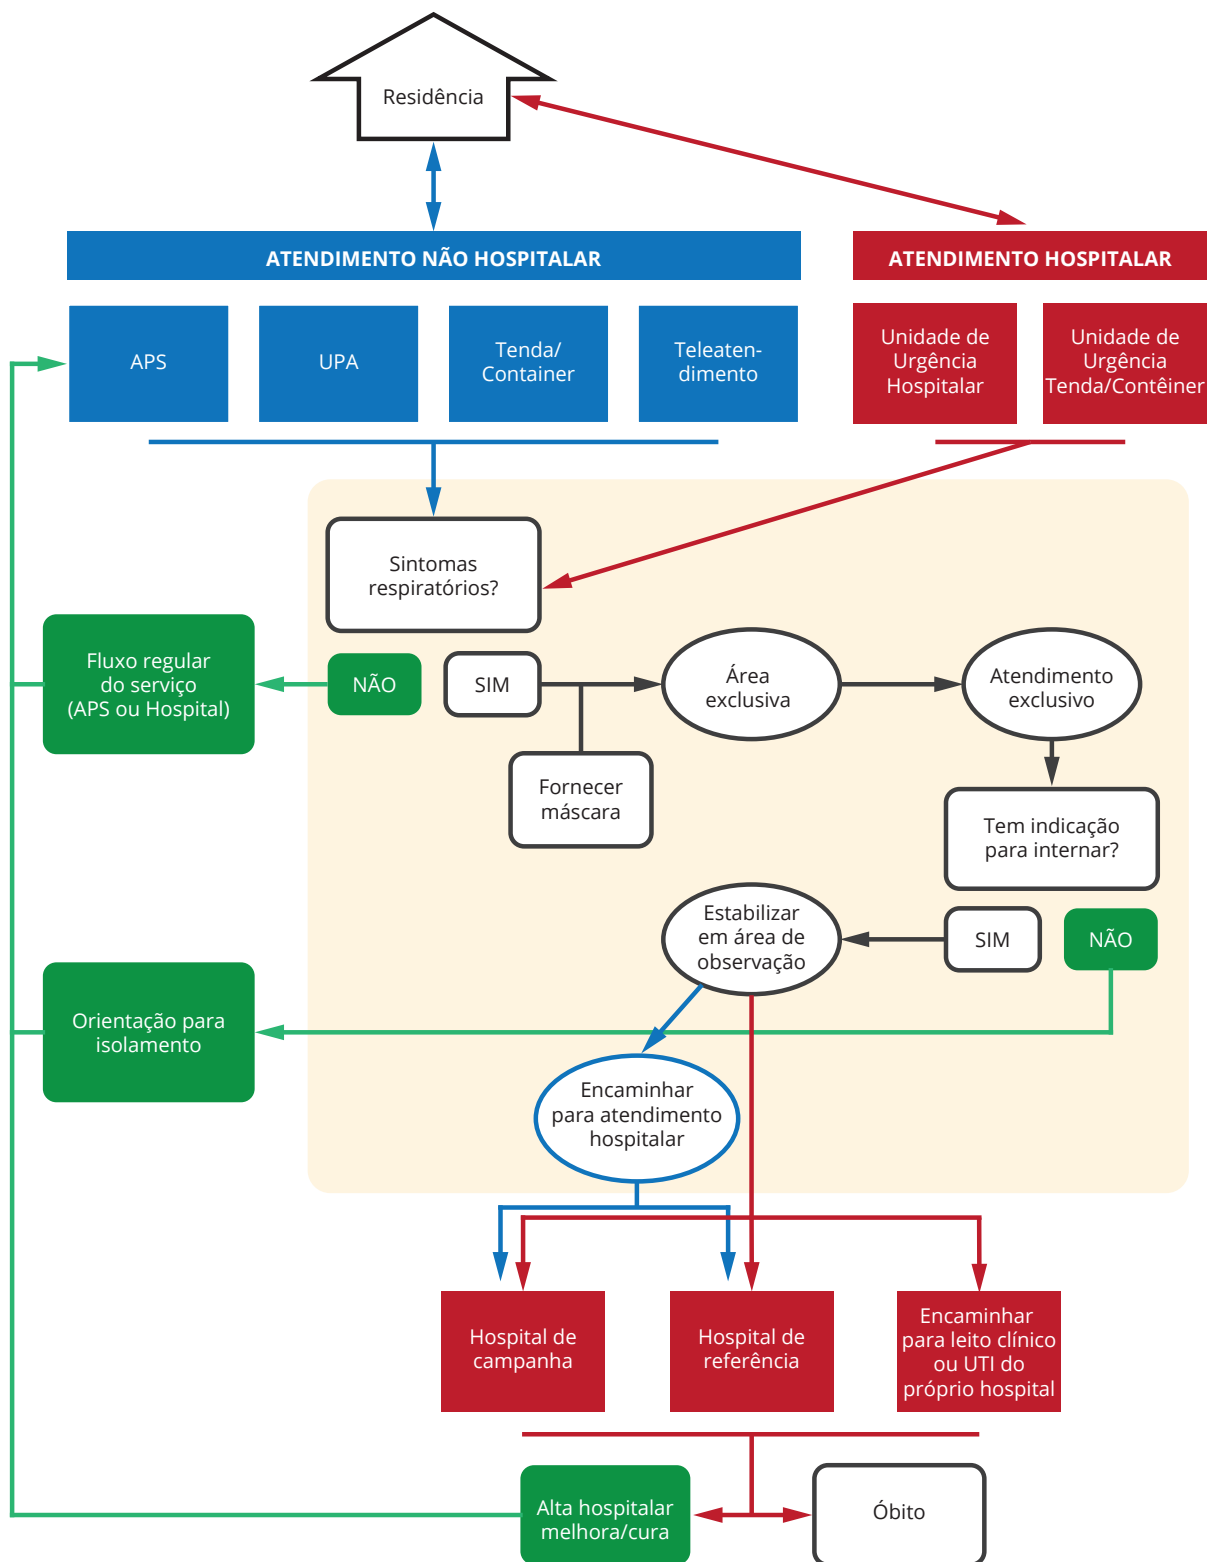 Residência
ATENDIMENTO NÃO HOSPITALAR
ATENDIMENTO HOSPITALAR
APS
UPA
Tenda/
Container
Teleaten-
dimento
Unidade de
Urgência
Hospitalar
Unidade de
Urgência
Tenda/Contêiner
Sintomas
respiratórios?
Fluxo regular
do serviço
(APS ou Hospital)
NÃO
SIM
Área
exclusiva
Atendimento
exclusivo
Fornecer
máscara
Tem indicação
para internar?
Estabilizar
em área de
observação
SIM
NÃO
Orientação para
isolamento
Encaminhar
para atendimento
hospitalar
Hospital de
campanha
Hospital de
referência
Encaminhar
para leito clínico
ou UTI do
próprio hospital
Alta hospitalar
melhora/cura
Óbito